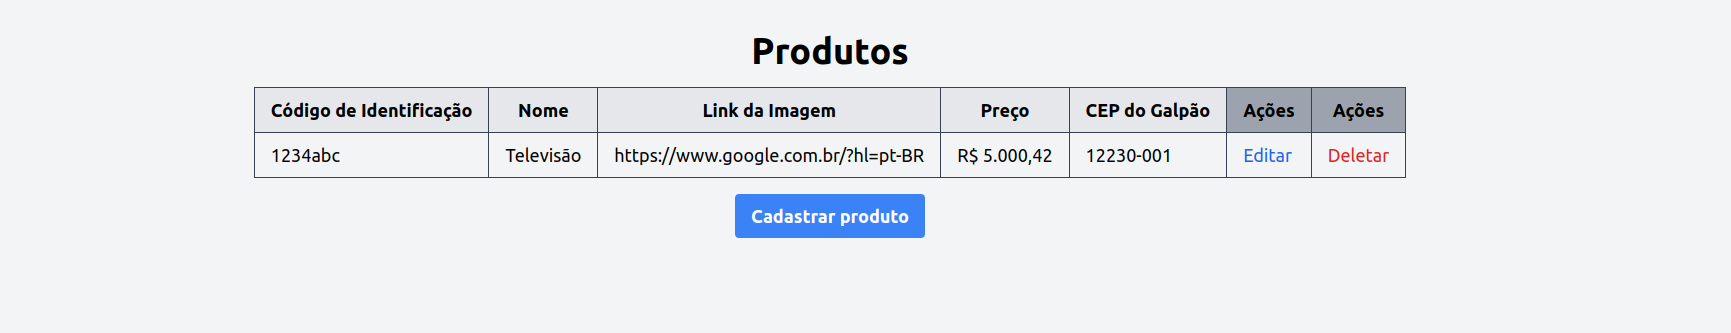 Produtos
Código de Identificação Nome Link da Imagem Preço CEP do Galpão Ações Ações
1234abc Televisão https://www.google.com.br/?hl=pt-BR R$ 5.000,42 12230-001 Editar Deletar
Cadastrar produto